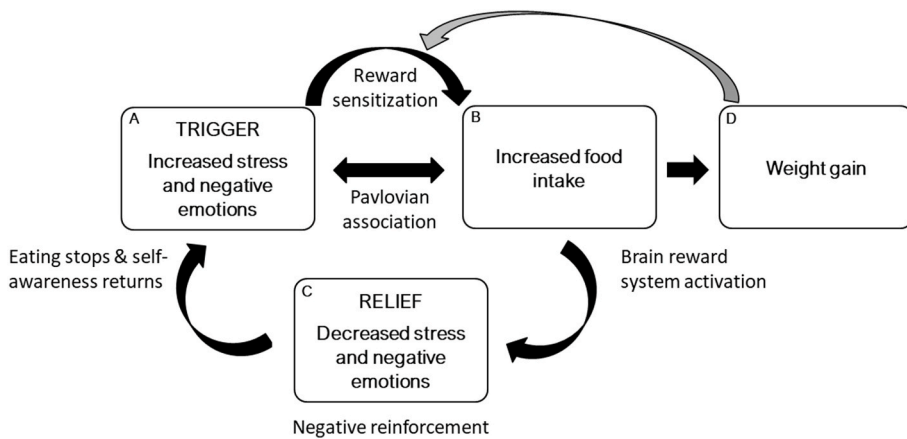 Reward
sensitization
A
TRIGGER
Increased stress
and negative
emotions
Pavlovian
association
B
Increased food
intake
D
Weight gain
Eating stops & self-
awareness returns
Brain reward
system activation
C
RELIEF
Decreased stress
and negative
emotions
Negative reinforcement